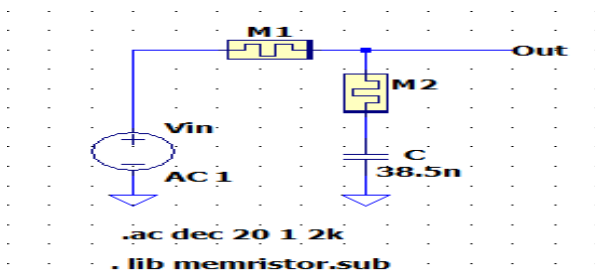 M1
Out
M2
Vin
AC 1
C
38.5n
.ac dec 20 1 2k
. lib memristor.sub